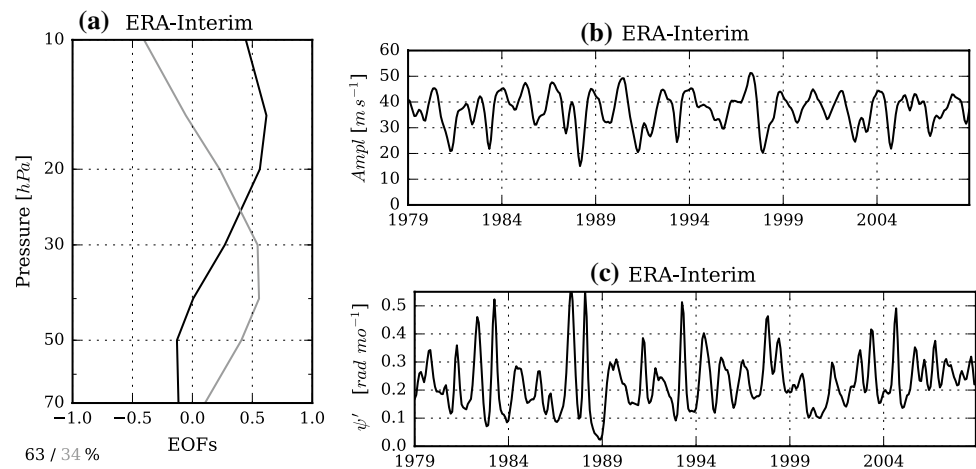 (a) ERA-Interim
10
20
30
50
70
Pressure [hPa]
−1.0 −0.5 0.0 0.5 1.0
EOFs
63 / 34 %
(b) ERA-Interim
60
50
40
30
20
10
0
Ampl [m s⁻¹]
1979 1984 1989 1994 1999 2004
(c) ERA-Interim
0.5
0.4
0.3
0.2
0.1
0.0
ψ′ [rad mo⁻¹]
1979 1984 1989 1994 1999 2004